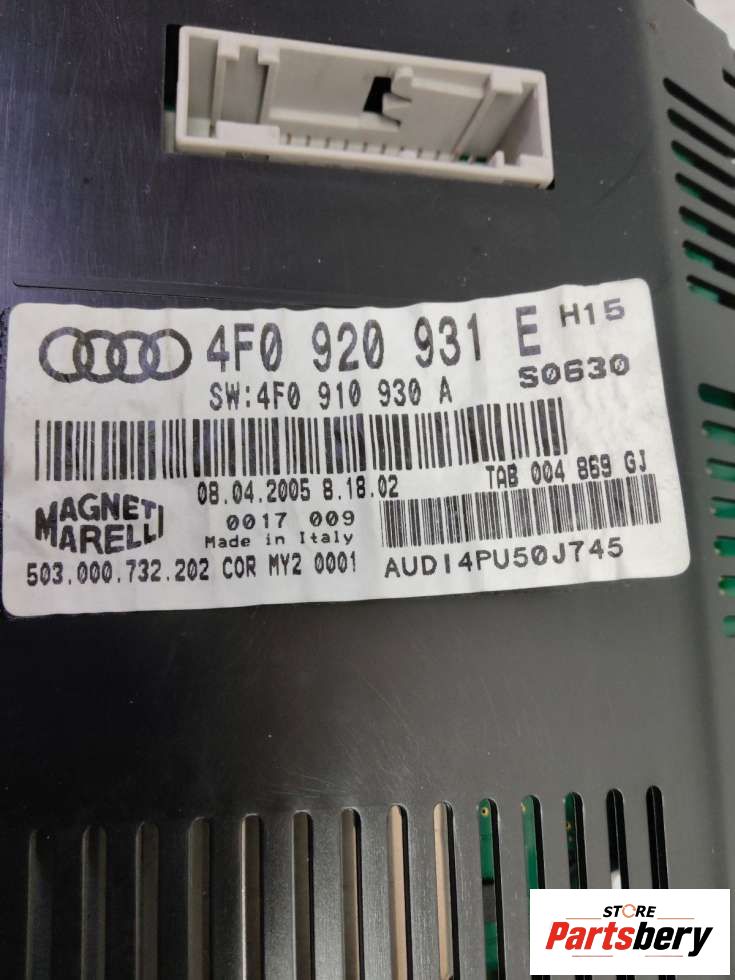 4F0 920 931 E H15
SW:4F0 910 930 A S0630
08.04.2005 8.18.02 TAB 004 869 GJ
MAGNETI
MARELLI
0017 009
Made in Italy
503.000.732.202 COR MY2 0001
AUDI4PU50J745
STORE
Partsbery